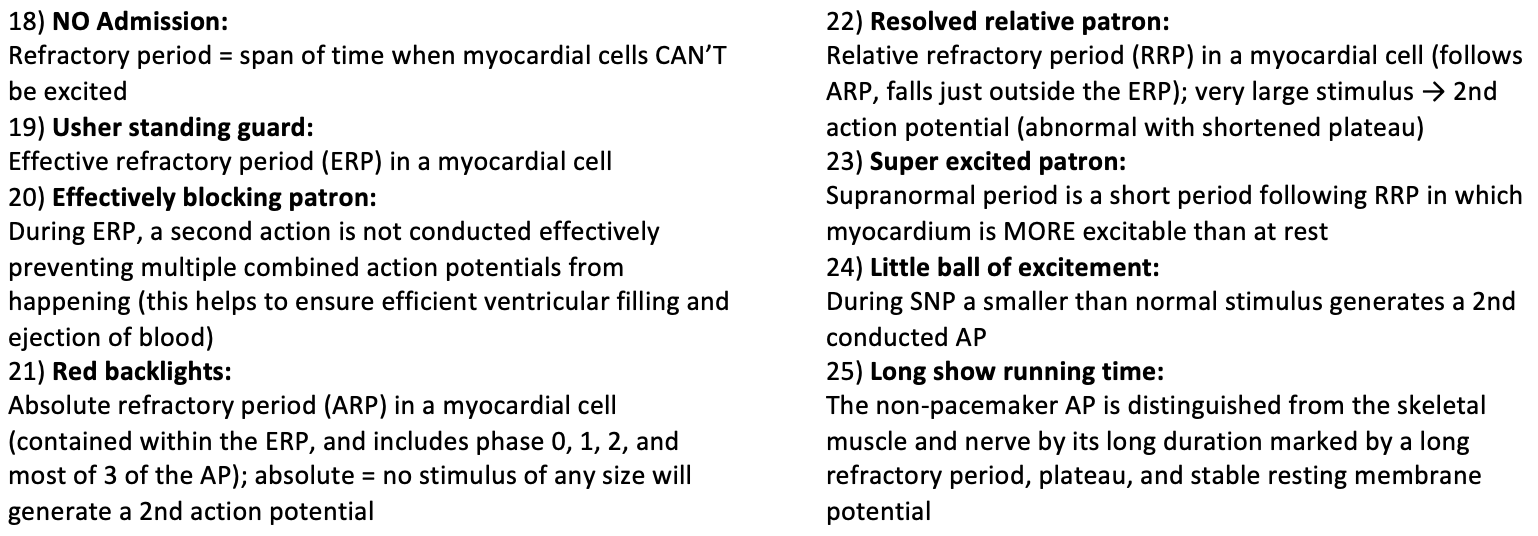 18) NO Admission:
Refractory period = span of time when myocardial cells CAN'T
be excited
19) Usher standing guard:
Effective refractory period (ERP) in a myocardial cell
20) Effectively blocking patron:
During ERP, a second action is not conducted effectively
preventing multiple combined action potentials from
happening (this helps to ensure efficient ventricular filling and
ejection of blood)
21) Red backlights:
Absolute refractory period (ARP) in a myocardial cell
(contained within the ERP, and includes phase 0, 1, 2, and
most of 3 of the AP); absolute = no stimulus of any size will
generate a 2nd action potential
22) Resolved relative patron:
Relative refractory period (RRP) in a myocardial cell (follows
ARP, falls just outside the ERP); very large stimulus → 2nd
action potential (abnormal with shortened plateau)
23) Super excited patron:
Supranormal period is a short period following RRP in which
myocardium is MORE excitable than at rest
24) Little ball of excitement:
During SNP a smaller than normal stimulus generates a 2nd
conducted AP
25) Long show running time:
The non-pacemaker AP is distinguished from the skeletal
muscle and nerve by its long duration marked by a long
refractory period, plateau, and stable resting membrane
potential